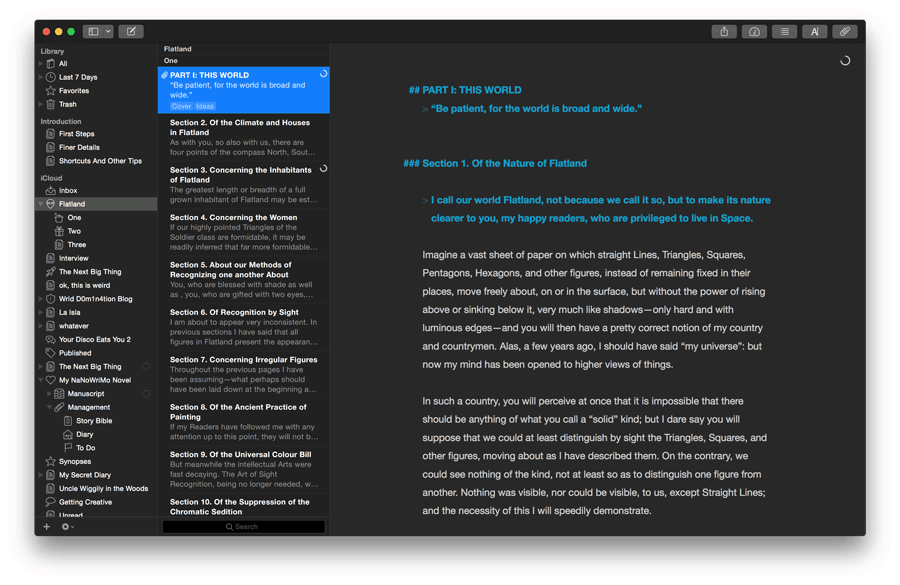 Library
All
Last 7 Days
Favorites
Trash
Introduction
First Steps
Finer Details
Shortcuts And Other Tips
iCloud
Inbox
Flatland
One
Two
Three
Interview
The Next Big Thing
ok, this is weird
Wrld D0m1n4tion Blog
La Isla
whatever
Your Disco Eats You 2
Published
The Next Big Thing
My NaNoWriMo Novel
Manuscript
Management
Story Bible
Diary
To Do
Synopses
My Secret Diary
Uncle Wiggily in the Woods
Getting Creative
Unread
Flatland
One
PART I: THIS WORLD
“Be patient, for the world is broad and
wide.”
Cover Ideas
Section 2. Of the Climate and Houses
in Flatland
As with you, so also with us, there are
four points of the compass North, Sout...
Section 3. Concerning the Inhabitants
of Flatland
The greatest length or breadth of a full
grown inhabitant of Flatland may be est...
Section 4. Concerning the Women
If our highly pointed Triangles of the
Soldier class are formidable, it may be
readily inferred that far more formidable...
Section 5. About our Methods of
Recognizing one another About
You, who are blessed with shade as well
as , you, who are gifted with two eyes,...
Section 6. Of Recognition by Sight
I am about to appear very inconsistent. In
previous sections I have said that all
figures in Flatland present the appearan...
Section 7. Concerning Irregular Figures
Throughout the previous pages I have
been assuming—what perhaps should
have been laid down at the beginning a...
Section 8. Of the Ancient Practice of
Painting
If my Readers have followed me with any
attention up to this point, they will not b...
Section 9. Of the Universal Colour Bill
But meanwhile the intellectual Arts were
fast decaying. The Art of Sight
Recognition, being no longer needed, w...
Section 10. Of the Suppression of the
Chromatic Sedition
Search
## PART I: THIS WORLD
> “Be patient, for the world is broad and wide.”
### Section 1. Of the Nature of Flatland
> I call our world Flatland, not because we call it so, but to make its nature
clearer to you, my happy readers, who are privileged to live in Space.
Imagine a vast sheet of paper on which straight Lines, Triangles, Squares,
Pentagons, Hexagons, and other figures, instead of remaining fixed in their
places, move freely about, on or in the surface, but without the power of rising
above or sinking below it, very much like shadows—only hard and with
luminous edges—and you will then have a pretty correct notion of my country
and countrymen. Alas, a few years ago, I should have said “my universe”: but
now my mind has been opened to higher views of things.
In such a country, you will perceive at once that it is impossible that there
should be anything of what you call a “solid” kind; but I dare say you will
suppose that we could at least distinguish by sight the Triangles, Squares, and
other figures, moving about as I have described them. On the contrary, we
could see nothing of the kind, not at least so as to distinguish one figure from
another. Nothing was visible, nor could be visible, to us, except Straight Lines;
and the necessity of this I will speedily demonstrate.